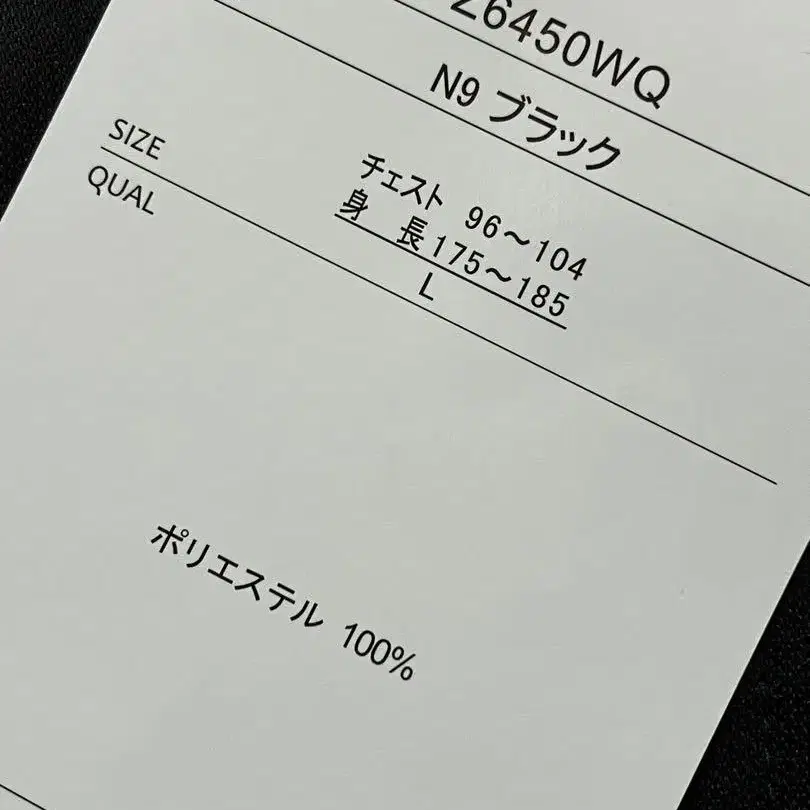 Z6450WQ
N9 ブラック
SIZE
チェスト 96～104
身 長 175～185
L
QUAL
ポリエステル 100%